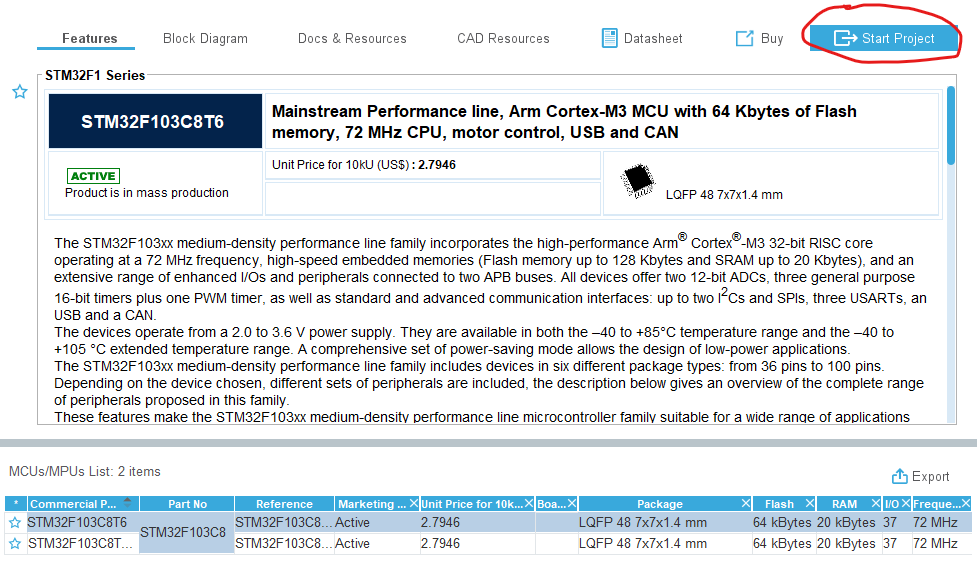 Features Block Diagram Docs & Resources CAD Resources Datasheet Buy Start Project
STM32F1 Series
STM32F103C8T6
Mainstream Performance line, Arm Cortex-M3 MCU with 64 Kbytes of Flash
memory, 72 MHz CPU, motor control, USB and CAN
ACTIVE
Product is in mass production
Unit Price for 10kU (US$) : 2.7946
LQFP 48 7x7x1.4 mm
The STM32F103xx medium-density performance line family incorporates the high-performance Arm® Cortex®-M3 32-bit RISC core
operating at a 72 MHz frequency, high-speed embedded memories (Flash memory up to 128 Kbytes and SRAM up to 20 Kbytes), and an
extensive range of enhanced I/Os and peripherals connected to two APB buses. All devices offer two 12-bit ADCs, three general purpose
16-bit timers plus one PWM timer, as well as standard and advanced communication interfaces: up to two I²Cs and SPIs, three USARTs, an
USB and a CAN.
The devices operate from a 2.0 to 3.6 V power supply. They are available in both the –40 to +85°C temperature range and the –40 to
+105 °C extended temperature range. A comprehensive set of power-saving mode allows the design of low-power applications.
The STM32F103xx medium-density performance line family includes devices in six different package types: from 36 pins to 100 pins.
Depending on the device chosen, different sets of peripherals are included, the description below gives an overview of the complete range
of peripherals proposed in this family.
These features make the STM32F103xx medium-density performance line microcontroller family suitable for a wide range of applications
MCUs/MPUs List: 2 items
Export
* Commercial P... Part No Reference Marketing ... Unit Price for 10k... Boa... Package Flash RAM I/O Freque...
STM32F103C8T6 STM32F103C8 STM32F103C8... Active 2.7946 LQFP 48 7x7x1.4 mm 64 kBytes 20 kBytes 37 72 MHz
STM32F103C8T... STM32F103C8... Active 2.7946 LQFP 48 7x7x1.4 mm 64 kBytes 20 kBytes 37 72 MHz